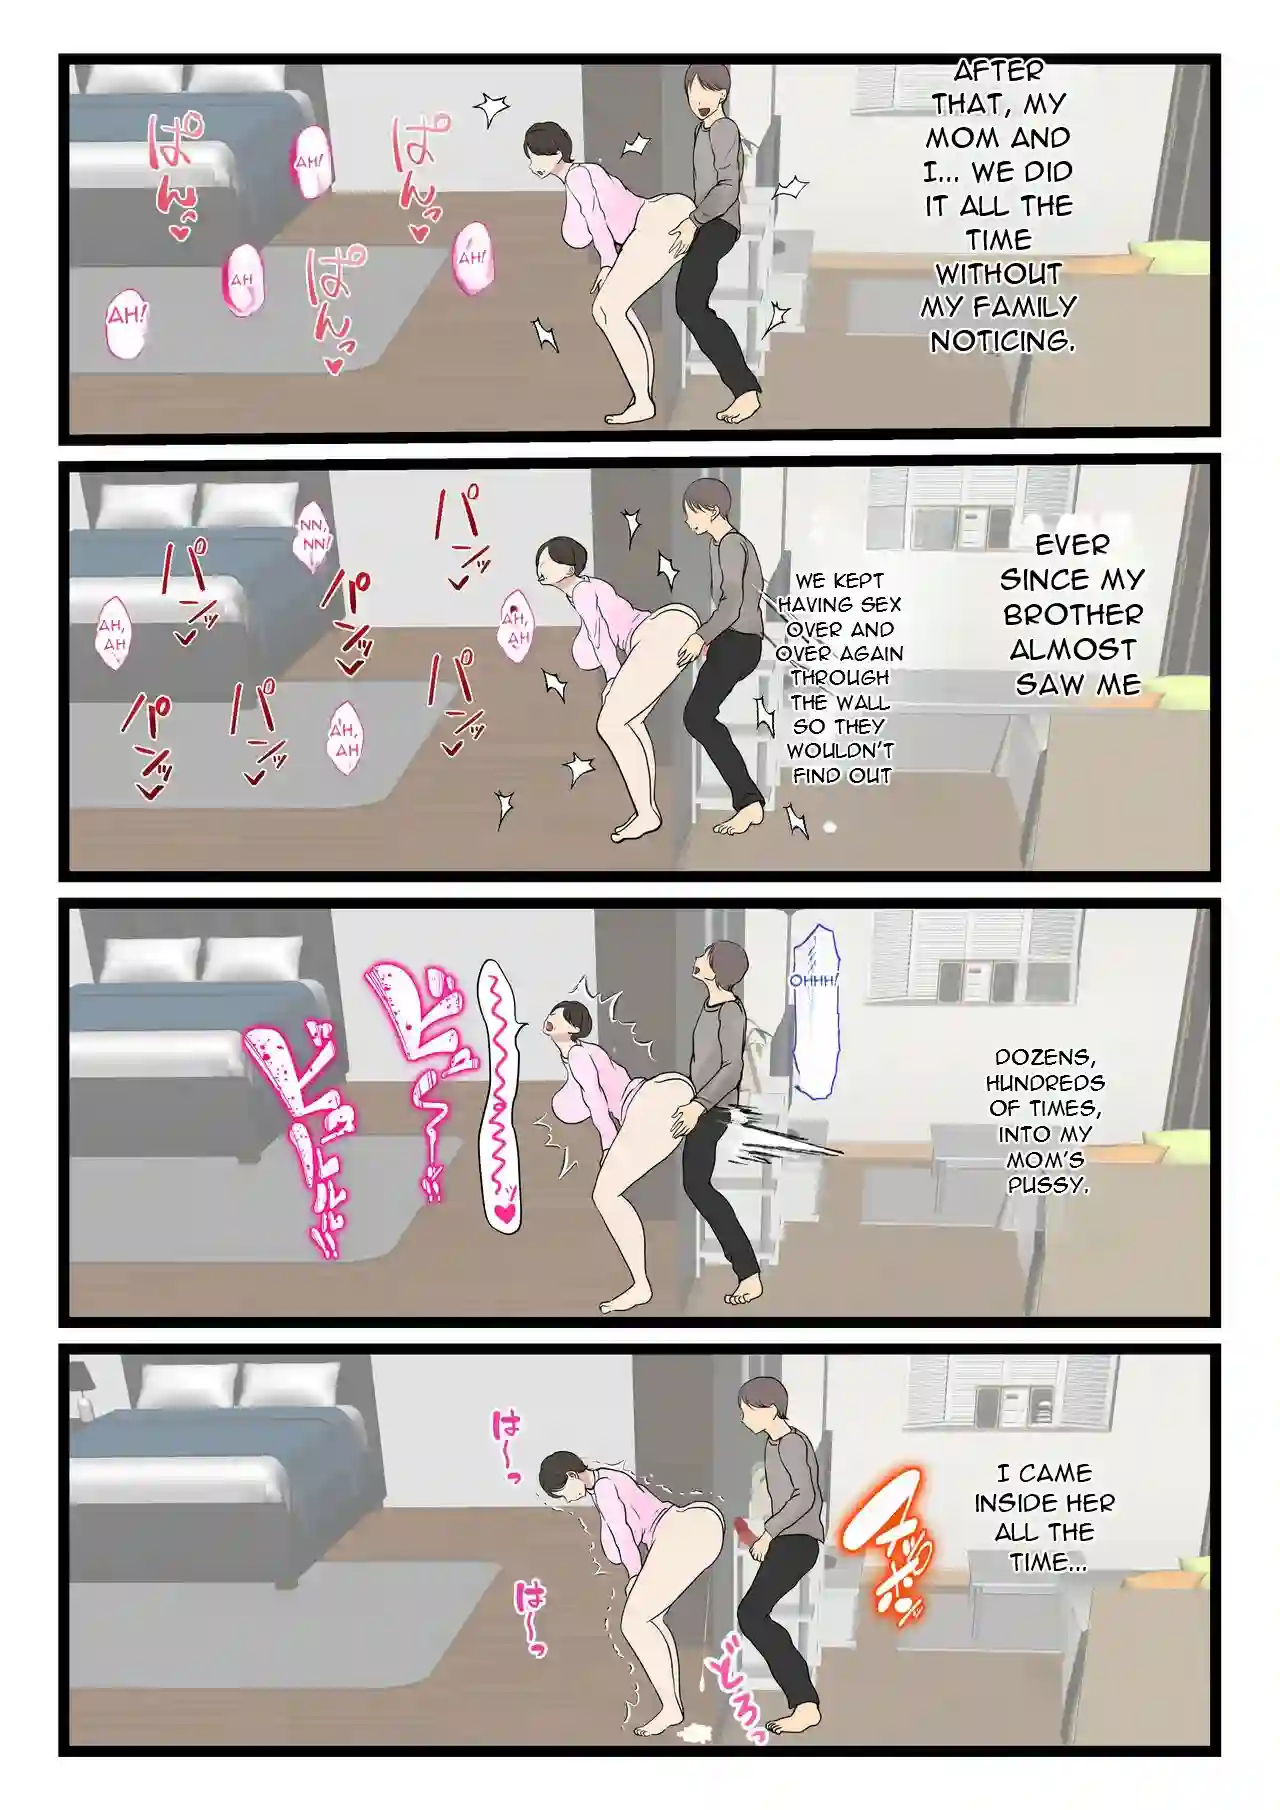 AFTER
THAT, MY
MOM AND
I... WE DID
IT ALL THE
TIME
WITHOUT
MY FAMILY
NOTICING.
ぱんっ♥
AH!
ぱんっ♥
AH!
AH
ぱんっ♥
AH!
EVER
SINCE MY
BROTHER
ALMOST
SAW ME
WE KEPT
HAVING SEX
OVER AND
OVER AGAIN
THROUGH
THE WALL
SO THEY
WOULDN'T
FIND OUT
パンッ♥
NN,
NN!
パンッ♥
パンッ♥
AH,
AH
AH,
AH
パンッ♥
パンッ♥
AH,
AH
パンッ♥
OHHH!
DOZENS,
HUNDREDS
OF TIMES,
INTO MY
MOM'S
PUSSY.
I CAME
INSIDE HER
ALL THE
TIME...
は〜っ
は〜っ
どろっ